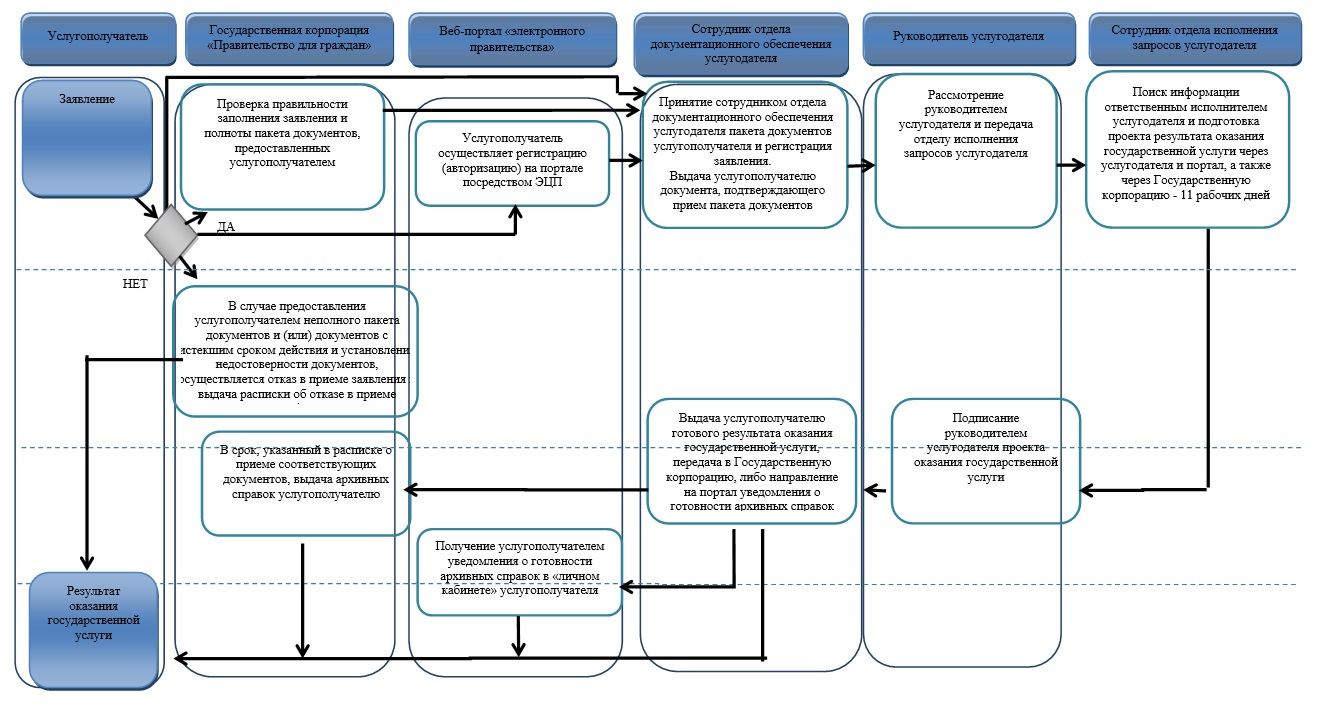 Услугополучатель
Государственная корпорация
«Правительство для граждан»
Веб-портал «электронного
правительства»
Сотрудник отдела
документационного обеспечения
услугодателя
Руководитель услугодателя
Сотрудник отдела исполнения
запросов услугодателя
Заявление
Проверка правильности
заполнения заявления и
полноты пакета документов,
предоставленных
услугополучателем
Услугополучатель
осуществляет регистрацию
(авторизацию) на портале
посредством ЭЦП
Принятие сотрудником отдела
документационного обеспечения
услугодателя пакета документов
услугополучателя и регистрация
заявления.
Выдача услугополучателю
документа, подтверждающего
прием пакета документов
Рассмотрение
руководителем
услугодателя и передача
отделу исполнения
запросов услугодателя
Поиск информации
ответственным исполнителем
услугодателя и подготовка
проекта результата оказания
государственной услуги через
услугодателя и портал, а также
через Государственную
корпорацию - 11 рабочих дней
ДА
НЕТ
В случае предоставления
услугополучателем неполного пакета
документов и (или) документов с
истекшим сроком действия и установлени
недостоверности документов,
осуществляется отказ в приеме заявления
выдача расписки об отказе в приеме
В срок, указанный в расписке о
приеме соответствующих
документов, выдача архивных
справок услугополучателю
Выдача услугополучателю
готового результата оказания
государственной услуги,
передача в Государственную
корпорацию, либо направление
на портал уведомления о
готовности архивных справок
Подписание
руководителем
услугодателя проекта
оказания государственной
услуги
Получение услугополучателем
уведомления о готовности
архивных справок в «личном
кабинете» услугополучателя
Результат
оказания
государственной
услуги